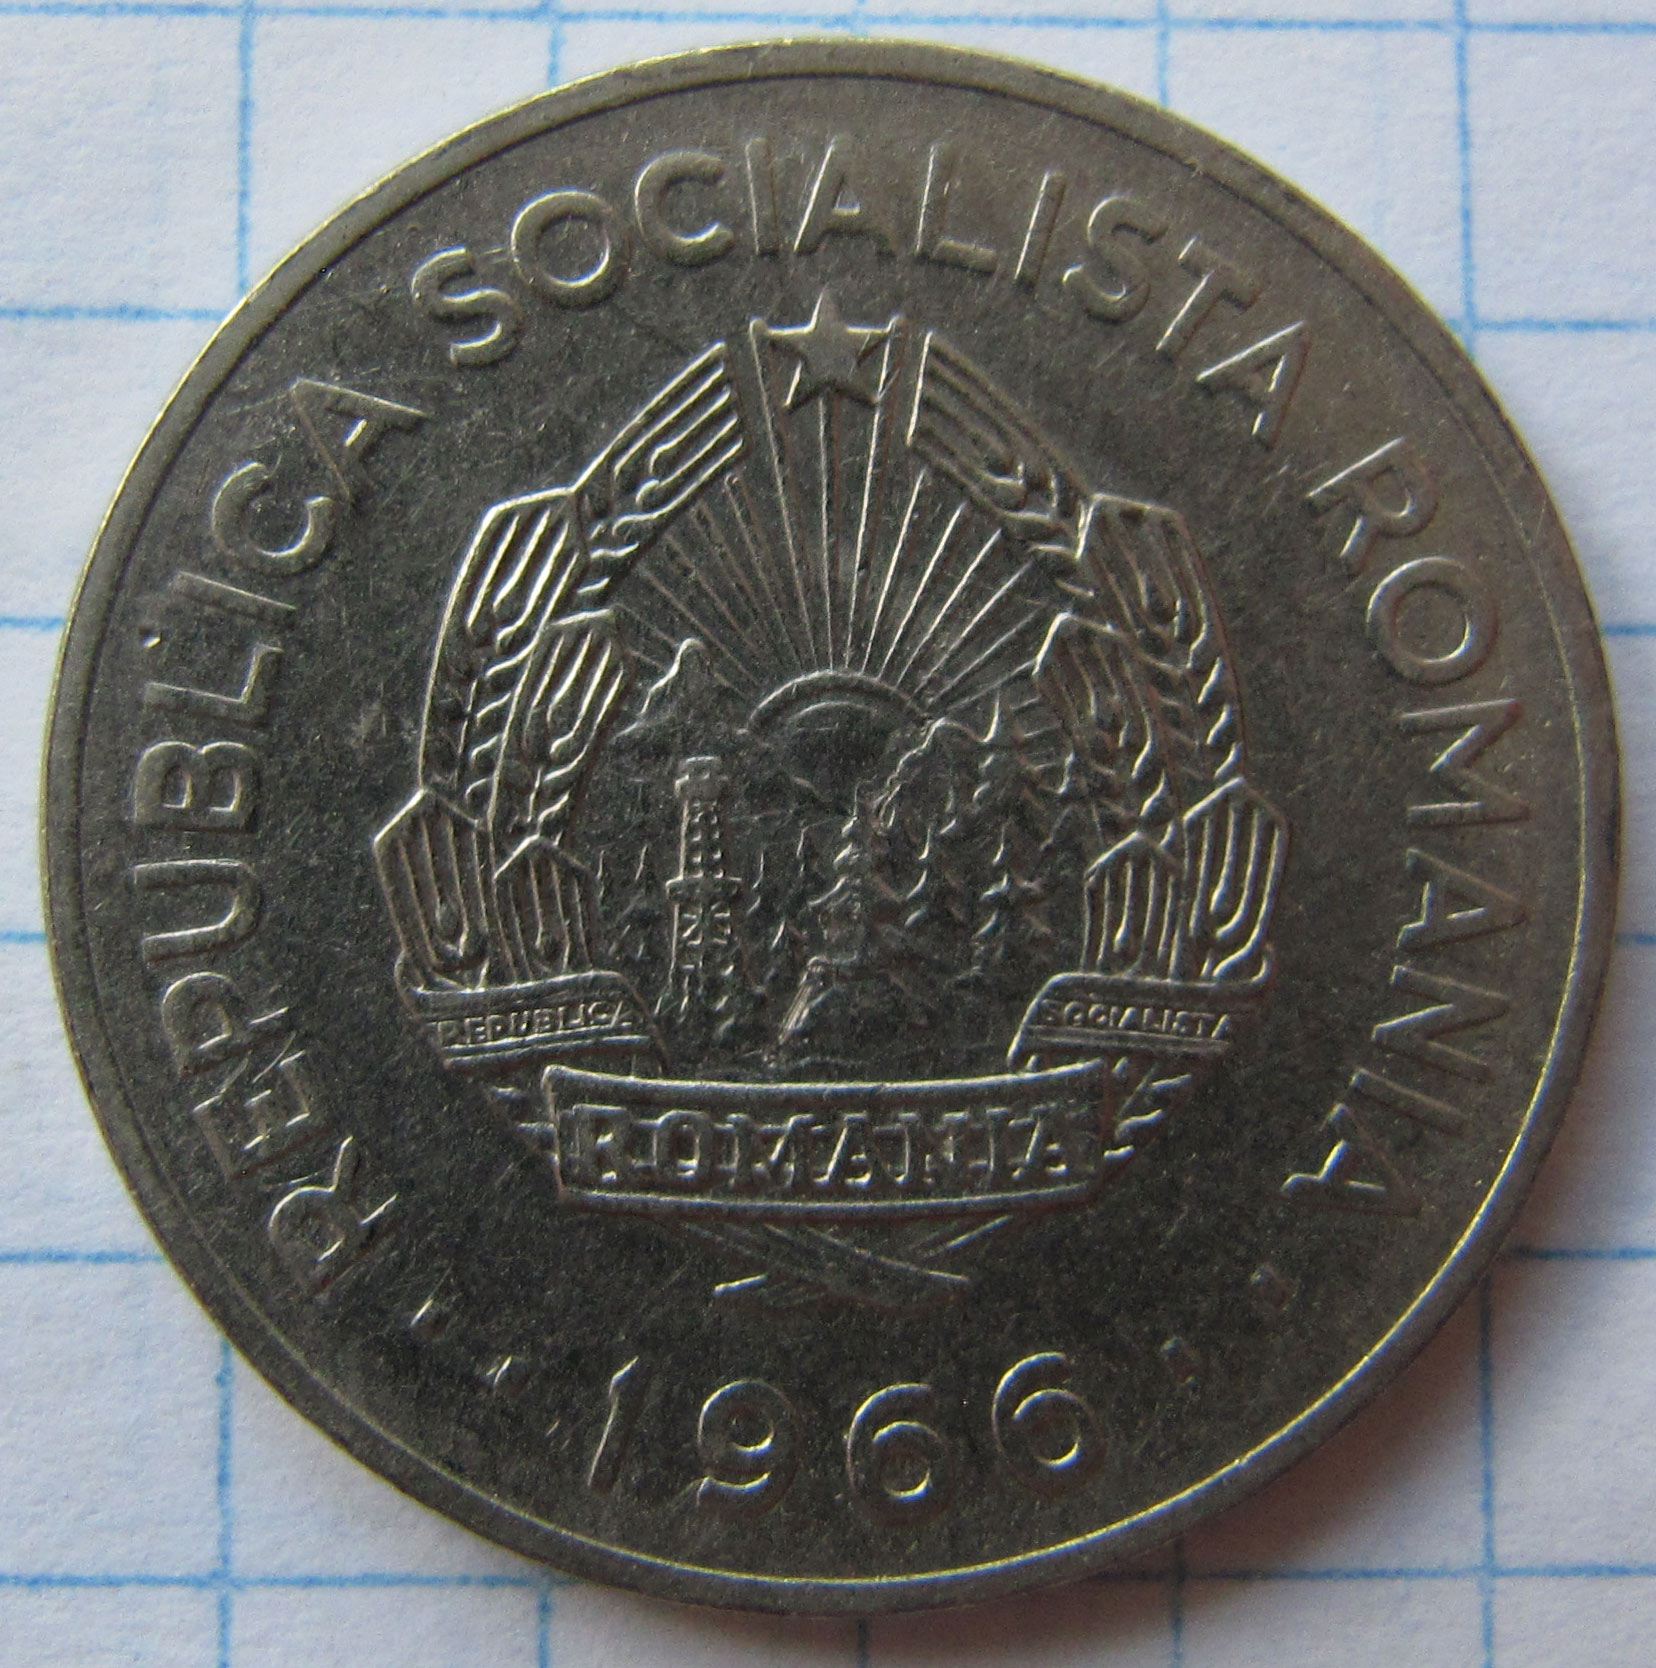 REPUBLICA SOCIALISTA ROMANIA
REPUBLICA SOCIALISTA
ROMANIA
1966